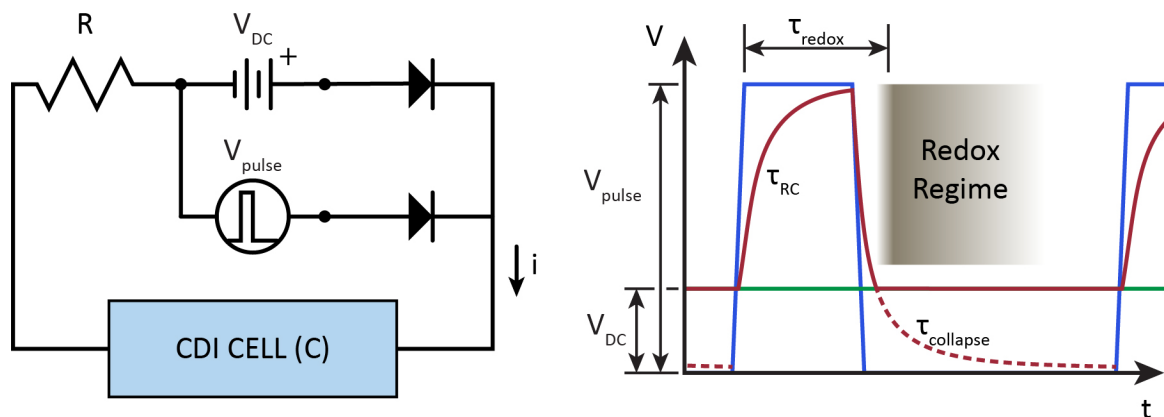 R
V_DC
+
V_pulse
i
CDI CELL (C)
V
τ_redox
V_pulse
τ_RC
Redox
Regime
V_DC
τ_collapse
t